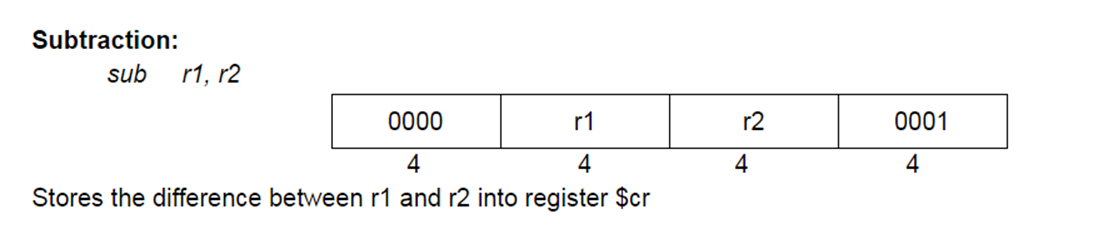 Subtraction:
sub r1, r2
0000 r1 r2 0001
4 4 4 4
Stores the difference between r1 and r2 into register $cr